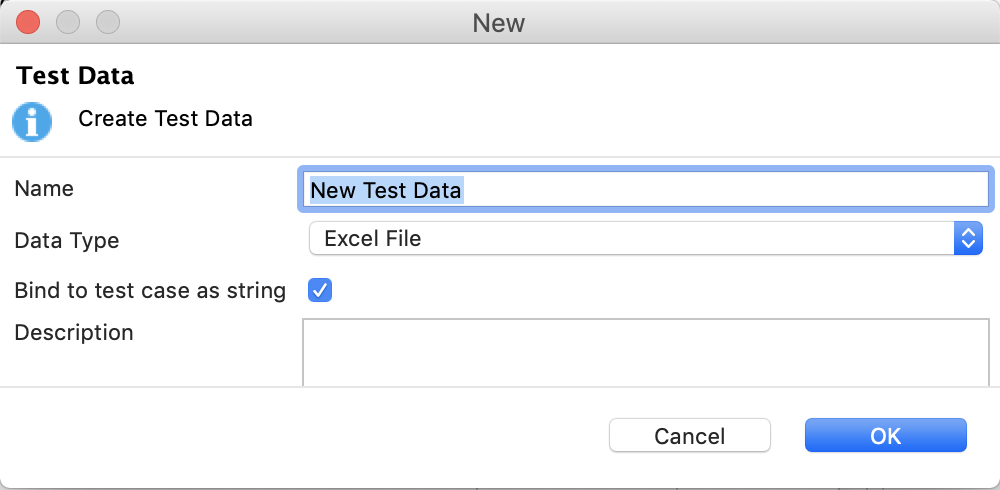 New
Test Data
Create Test Data
Name
New Test Data
Data Type
Excel File
Bind to test case as string
Description
Cancel
OK